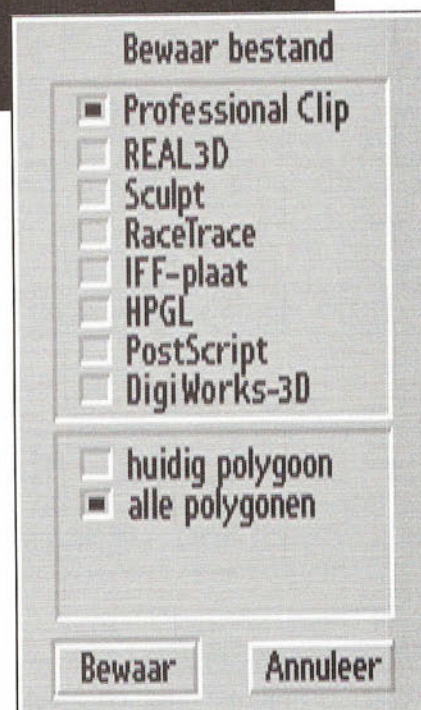 Bewaar bestand
Professional Clip
REAL3D
Sculpt
RaceTrace
IFF-plaat
HPGL
PostScript
DigiWorks-3D
huidig polygoon
alle polygonen
Bewaar
Annuleer